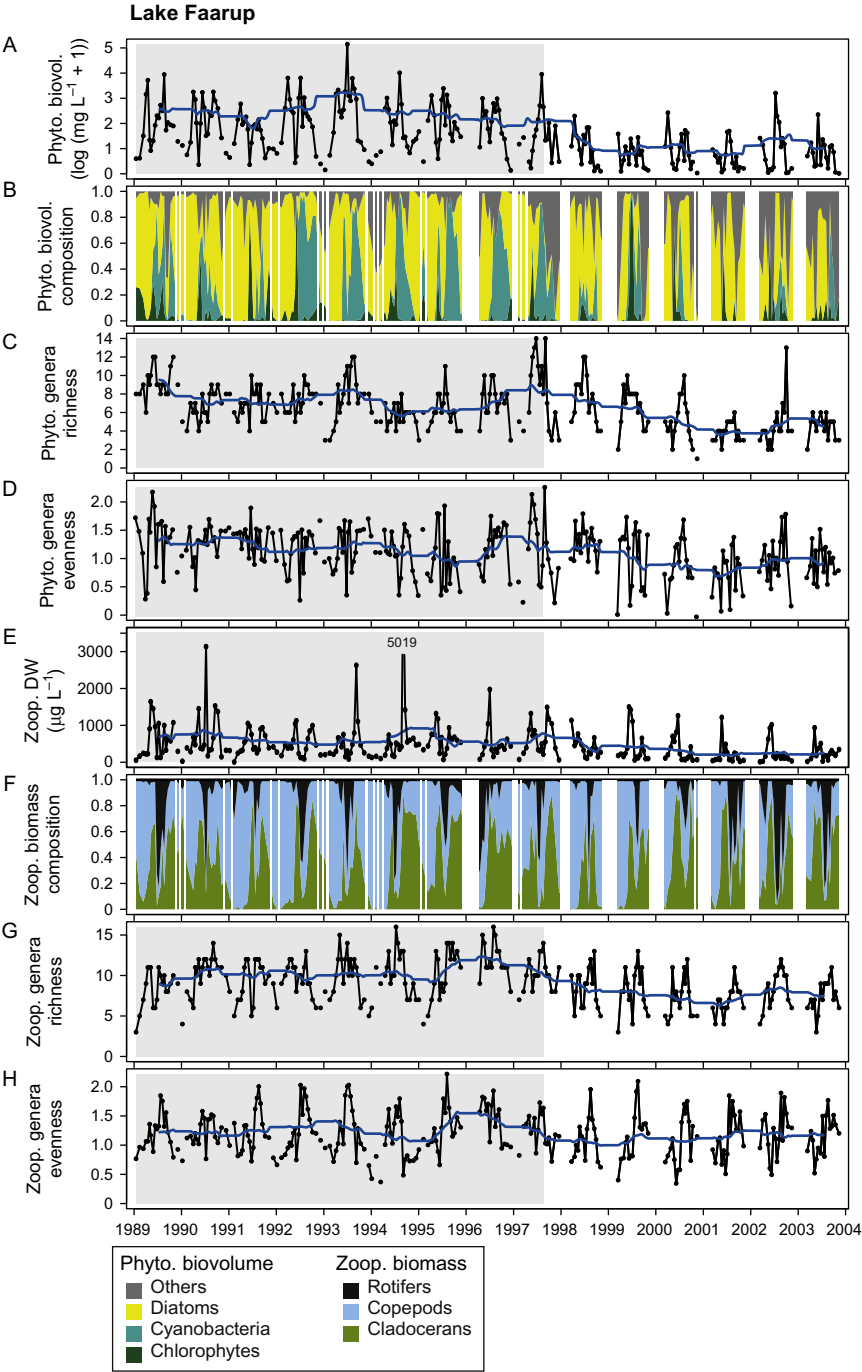 Lake Faarup
A
Phyto. biovol.
(log (mg L⁻¹ + 1))
5
4
3
2
1
0
B
Phyto. biovol.
composition
1.0
0.8
0.6
0.4
0.2
0
C
Phyto. genera
richness
14
12
10
8
6
4
2
0
D
Phyto. genera
evenness
2.0
1.5
1.0
0.5
0
E
Zoop. DW
(µg L⁻¹)
3000
2000
1000
0
5019
F
Zoop. biomass
composition
1.0
0.8
0.6
0.4
0.2
0
G
Zoop. genera
richness
15
10
5
0
H
Zoop. genera
evenness
2.0
1.5
1.0
0.5
0
1989 1990 1991 1992 1993 1994 1995 1996 1997 1998 1999 2000 2001 2002 2003 2004
Phyto. biovolume
Others
Diatoms
Cyanobacteria
Chlorophytes
Zoop. biomass
Rotifers
Copepods
Cladocerans